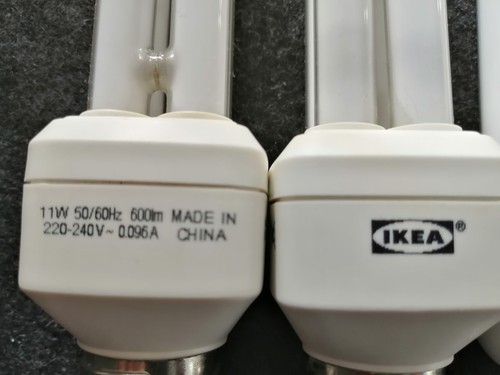 11W 50/60Hz 600lm MADE IN
220-240V~ 0.096A CHINA
IKEA®